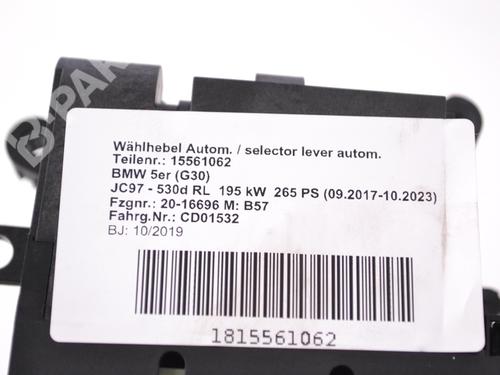 Wählhebel Autom. / selector lever autom.
Teilenr.: 15561062
BMW 5er (G30)
JC97 - 530d RL 195 kW 265 PS (09.2017-10.2023)
Fzgnr.: 20-16696 M: B57
Fahrg.Nr.: CD01532
BJ: 10/2019
1815561062
B-PARTS